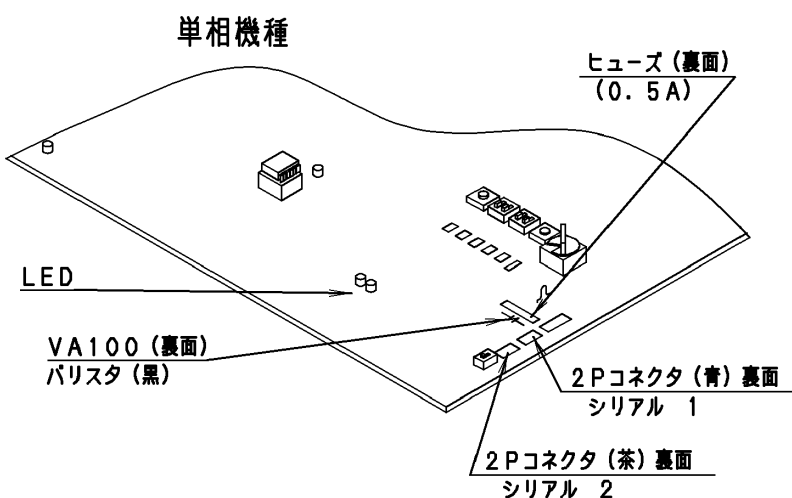 単相機種
ヒューズ（裏面）
（0．5A）
LED
VA100（裏面）
バリスタ（黒）
2Pコネクタ（青）裏面
シリアル　1
2Pコネクタ（茶）裏面
シリアル　2